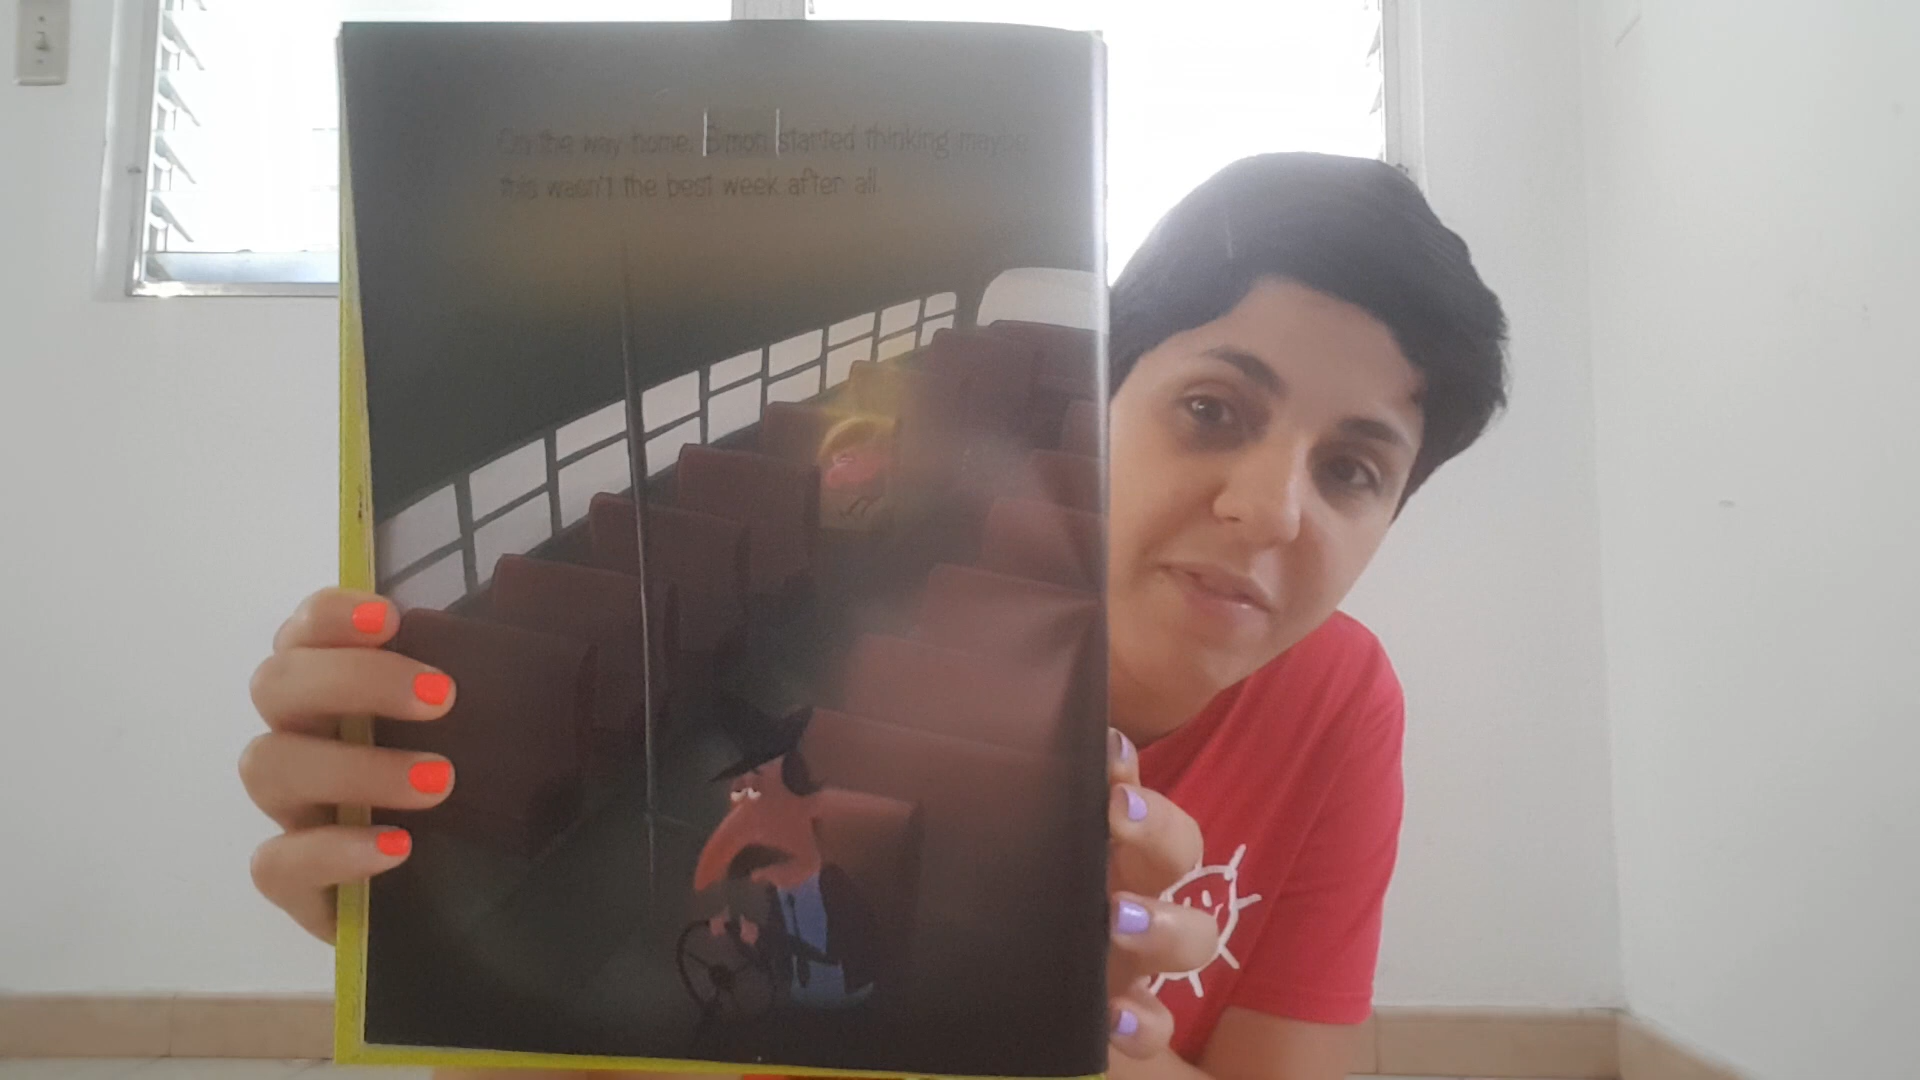 On the way home, Simon started thinking maybe
this wasn't the best week after all.